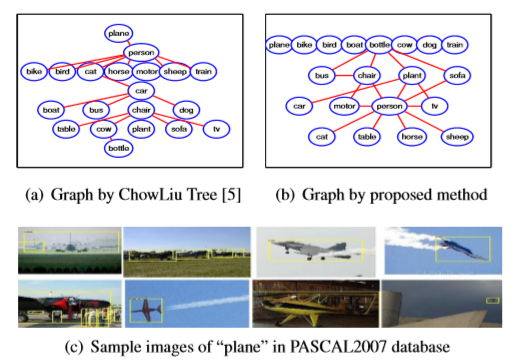 plane
person
bike bird cat horse motor sheep train
car
boat bus chair dog
table cow plant sofa tv
bottle
plane bike bird boat bottle cow dog train
bus chair plant sofa
car motor person tv
cat table horse sheep
(a) Graph by ChowLiu Tree [5]
(b) Graph by proposed method
(c) Sample images of “plane” in PASCAL2007 database